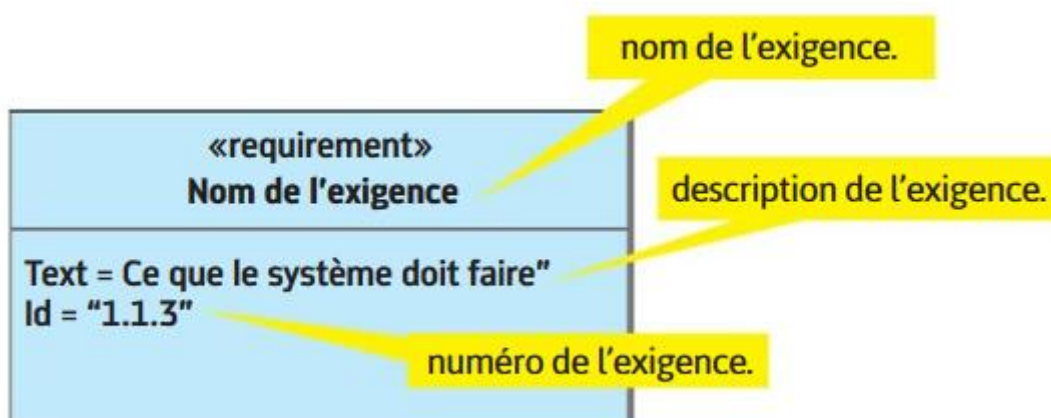 nom de l'exigence.
«requirement»
Nom de l'exigence
description de l'exigence.
Text = Ce que le système doit faire”
Id = “1.1.3”
numéro de l'exigence.